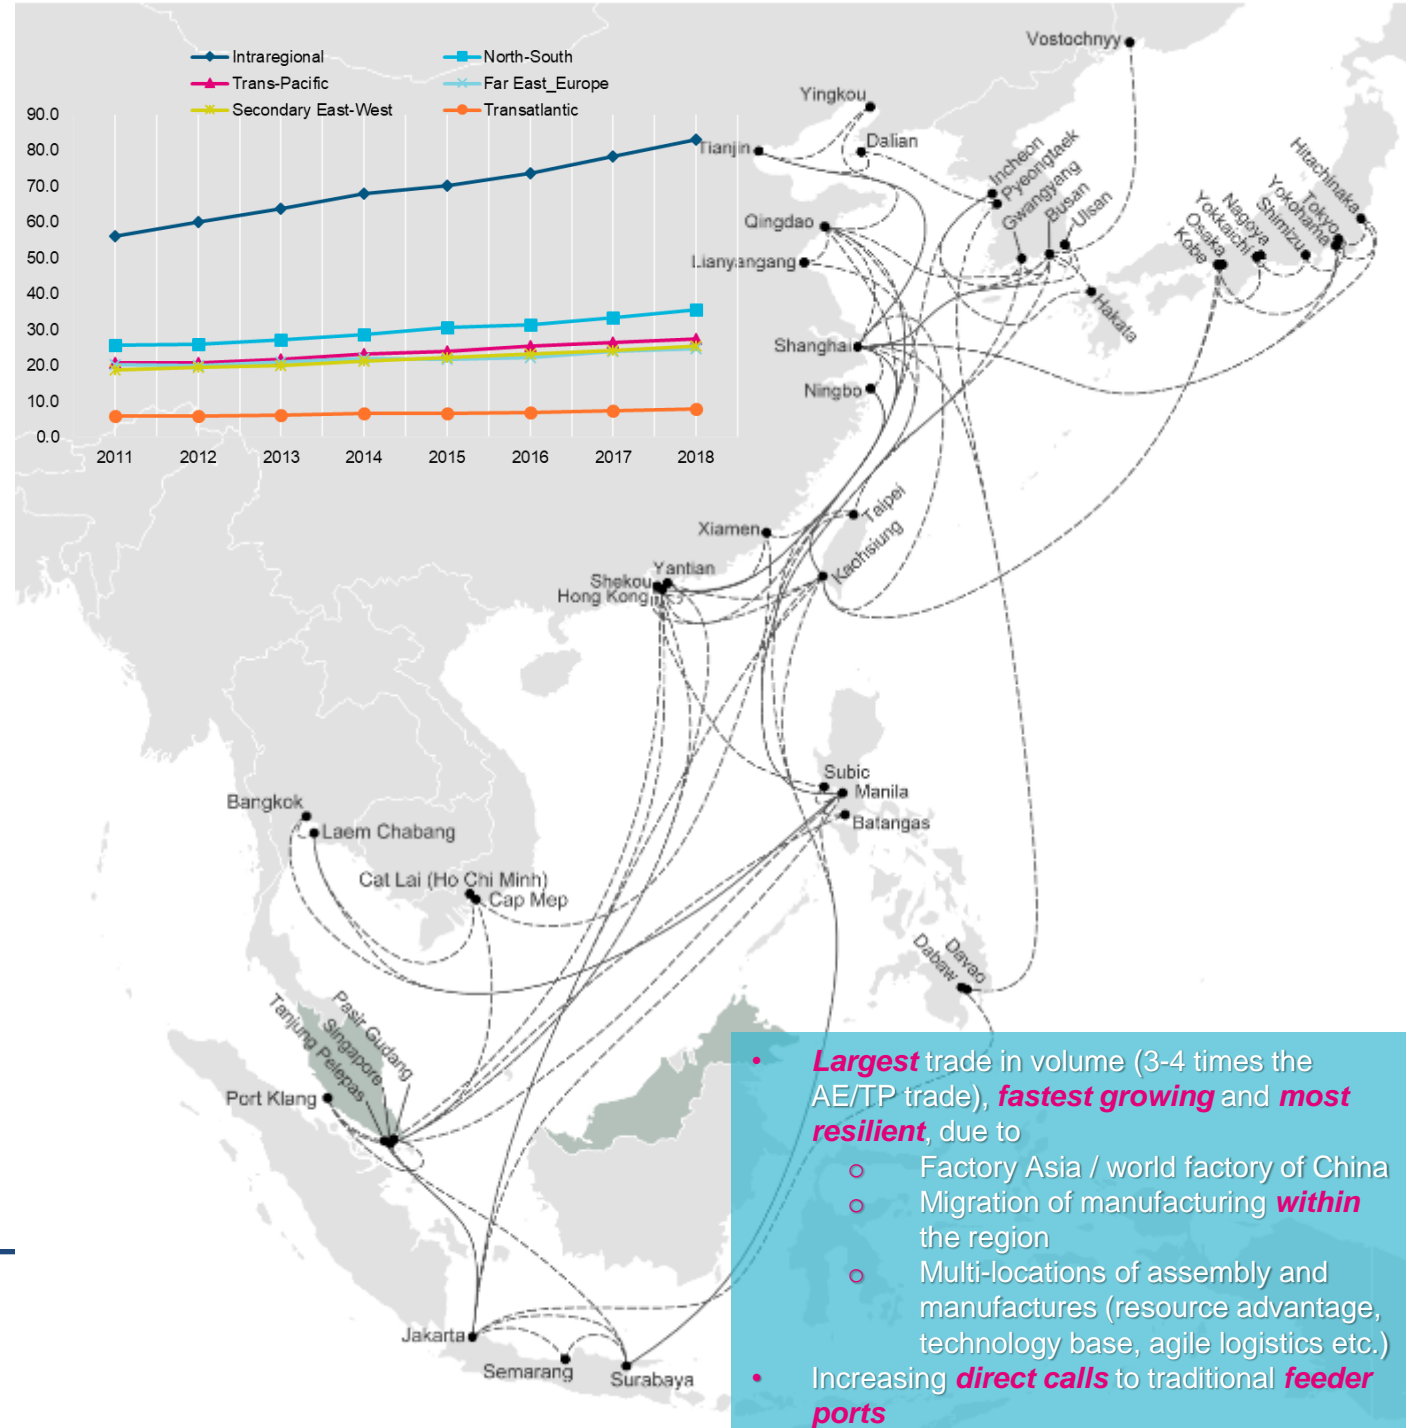 Intraregional
North-South
Trans-Pacific
Far East_Europe
Secondary East-West
Transatlantic
90.0
80.0
70.0
60.0
50.0
40.0
30.0
20.0
10.0
0.0
2011
2012
2013
2014
2015
2016
2017
2018
Vostochnyy
Yingkou
Tianjin
Dalian
Incheon
Pyeongtaek
Gwangyang
Busan
Ulsan
Hitachinaka
Tokyo
Yokohama
Shimizu
Nagoya
Yokkaichi
Osaka
Kobe
Qingdao
Lianyangang
Hakata
Shanghai
Ningbo
Taipei
Xiamen
Kaohsiung
Yantian
Shekou
Hong Kong
Subic
Manila
Batangas
Bangkok
Laem Chabang
Cat Lai (Ho Chi Minh)
Cap Mep
Davao
Dabaw
Pasir Gudang
Singapore
Tanjung Pelepas
Port Klang
Jakarta
Semarang
Surabaya
• Largest trade in volume (3-4 times the
AE/TP trade), fastest growing and most
resilient, due to
o Factory Asia / world factory of China
o Migration of manufacturing within
the region
o Multi-locations of assembly and
manufactures (resource advantage,
technology base, agile logistics etc.)
• Increasing direct calls to traditional feeder
ports